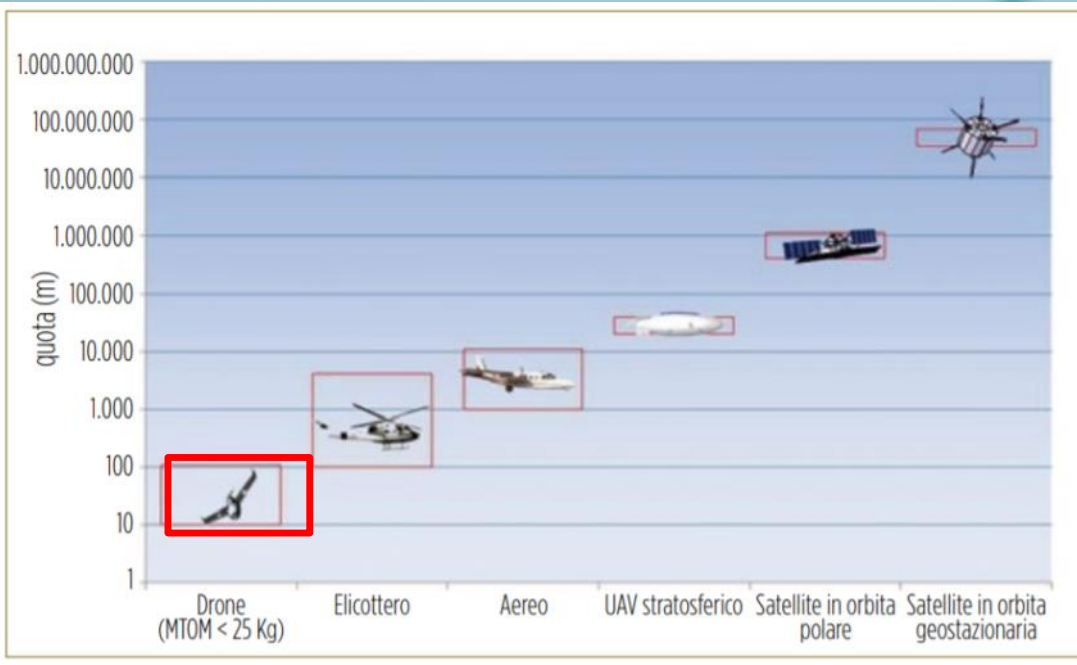 1.000.000.000
100.000.000
10.000.000
1.000.000
100.000
10.000
1.000
100
10
1
quota (m)
Drone
(MTOM < 25 Kg)
Elicottero
Aereo
UAV stratosferico
Satellite in orbita
polare
Satellite in orbita
geostazionaria